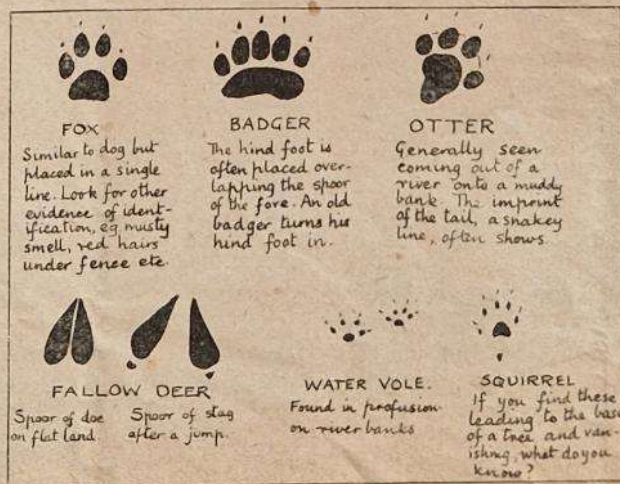 FOX
Similar to dog but
placed in a single
line. Look for other
evidence of ident-
ification, eg musty
smell, red hairs
under fence etc.
BADGER
The hind foot is
often placed over-
lapping the spoor
of the fore. An old
badger turns his
hind foot in.
OTTER
Generally seen
coming out of a
river onto a muddy
bank. The imprint
of the tail, a snakey
line, often shows.
FALLOW DEER
Spoor of doe
on flat land.
Spoor of stag
after a jump.
WATER VOLE.
Found in profusion
on river banks
SQUIRREL
If you find these
leading to the base
of a tree and van-
ishing, what do you
know?